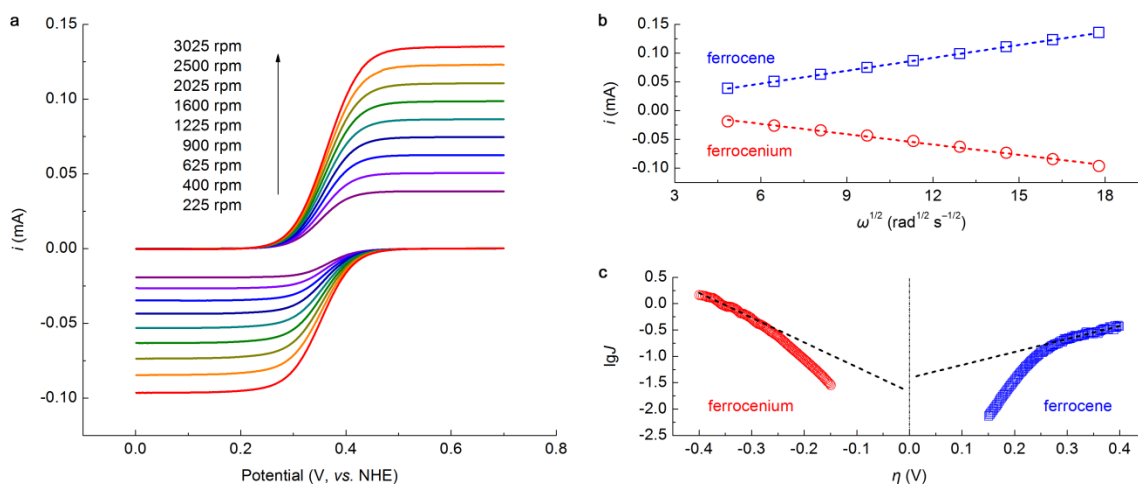 a
0.15
0.10
0.05
0.00
-0.05
-0.10
i (mA)
3025 rpm
2500 rpm
2025 rpm
1600 rpm
1225 rpm
900 rpm
625 rpm
400 rpm
225 rpm
0.0 0.2 0.4 0.6 0.8
Potential (V, vs. NHE)
b
0.15
0.10
0.05
0.00
-0.05
-0.10
i (mA)
ferrocene
ferrocenium
3 6 9 12 15 18
ω1/2 (rad1/2 s−1/2)
c
0.5
0.0
-0.5
-1.0
-1.5
-2.0
-2.5
lgJ
ferrocenium
ferrocene
-0.4 -0.3 -0.2 -0.1 0.0 0.1 0.2 0.3 0.4
η (V)